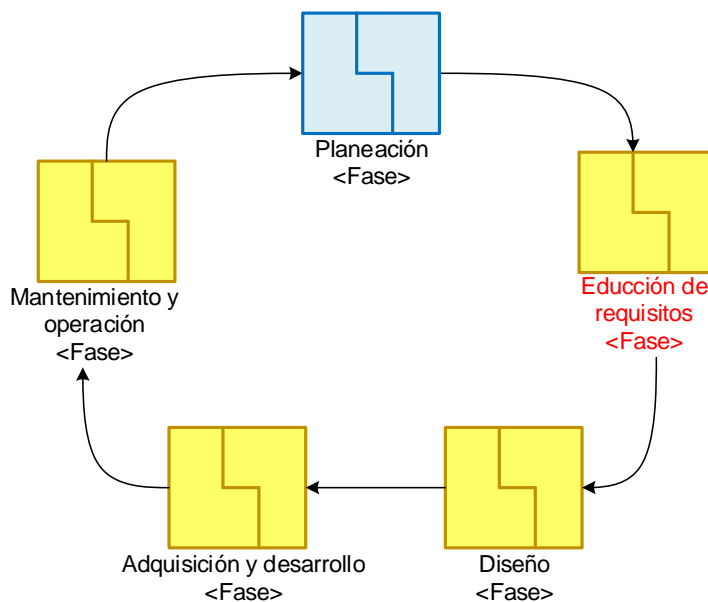 Planeación
<Fase>
Educción de
requisitos
<Fase>
Mantenimiento y
operación
<Fase>
Adquisición y desarrollo
<Fase>
Diseño
<Fase>